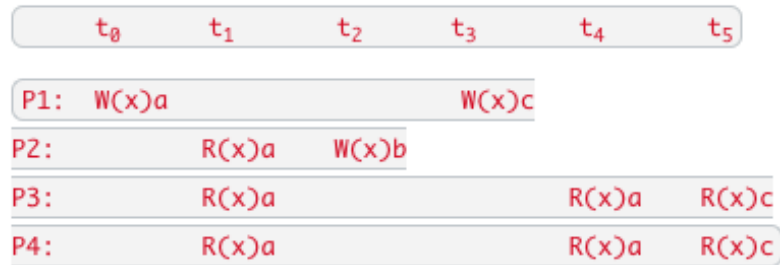 t₀ t₁ t₂ t₃ t₄ t₅
P1: W(x)a W(x)c
P2: R(x)a W(x)b
P3: R(x)a R(x)a R(x)c
P4: R(x)a R(x)a R(x)c